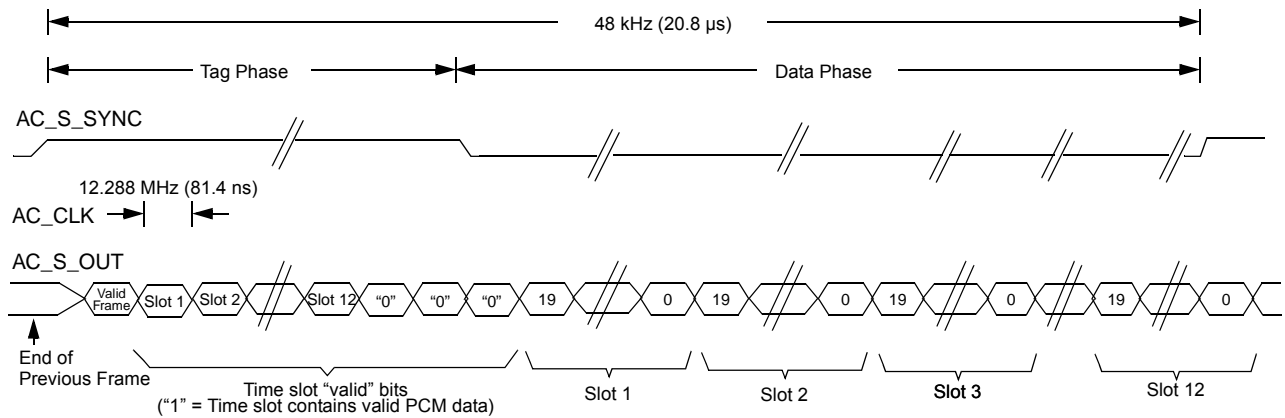 48 kHz (20.8 µs)
Tag Phase
Data Phase
AC_S_SYNC
12.288 MHz (81.4 ns)
AC_CLK
AC_S_OUT
Valid Frame
Slot 1
Slot 2
Slot 12
“0”
“0”
“0”
19
0
19
0
19
0
19
0
End of
Previous Frame
Time slot “valid” bits
(“1” = Time slot contains valid PCM data)
Slot 1
Slot 2
Slot 3
Slot 12